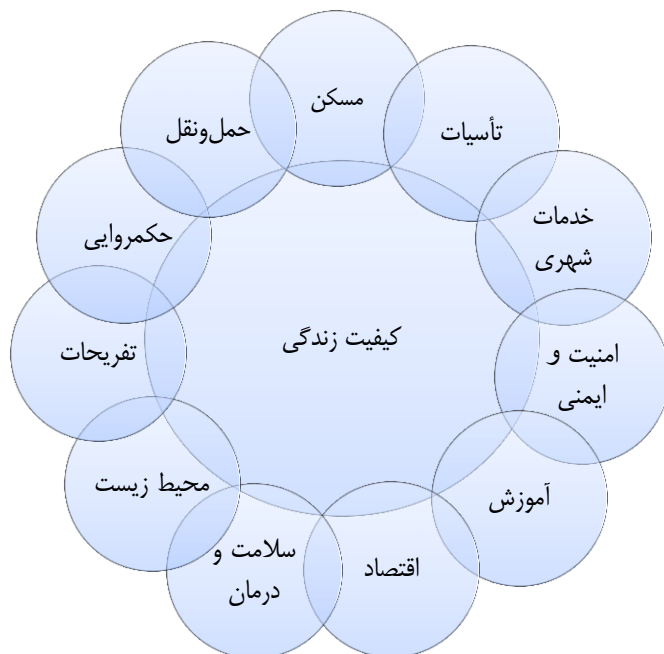 مسکن
تأسیات
خدمات
شهری
امنیت و
ایمنی
آموزش
اقتصاد
سلامت و
درمان
محیط زیست
تفریحات
حکمروایی
حمل‌ونقل
کیفیت زندگی